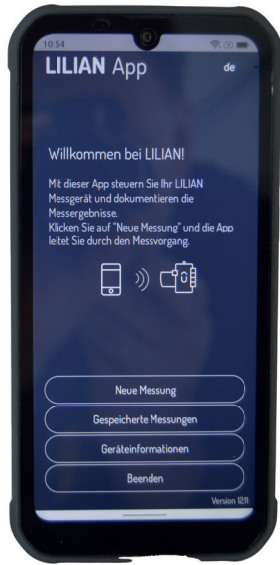 10:54
LILIAN App
de
Willkommen bei LILIAN!
Mit dieser App steuern Sie Ihr LILIAN
Messgerät und dokumentieren die
Messergebnisse.
Klicken Sie auf "Neue Messung" und die App
leitet Sie durch den Messvorgang.
Neue Messung
Gespeicherte Messungen
Geräteinformationen
Beenden
Version 1.2.11